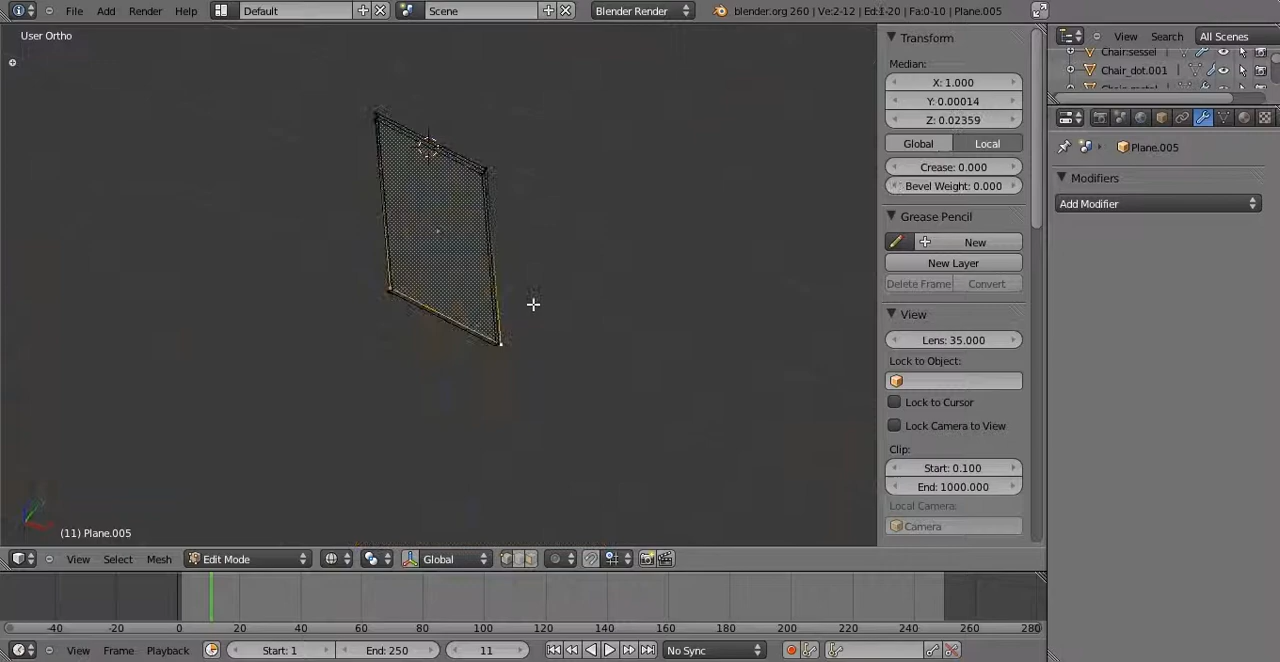 File Add Render Help Default Scene Blender Render blender.org 260 | Ve:2-12 | Ed:1-20 | Fa:0-10 | Plane.005
User Ortho
Transform
Median:
X: 1.000
Y: 0.00014
Z: 0.02359
Global Local
Crease: 0.000
Bevel Weight: 0.000
Grease Pencil
New
New Layer
Delete Frame Convert
View
Lens: 35.000
Lock to Object:
Lock to Cursor
Lock Camera to View
Clip:
Start: 0.100
End: 1000.000
Local Camera:
Camera
View Search All Scenes
Chair:sessel
Chair_dot.001
Plane.005
Modifiers
Add Modifier
(11) Plane.005
View Select Mesh Edit Mode Global
-40 -20 0 20 40 60 80 100 120 140 160 180 200 220 240 260 280
View Frame Playback Start: 1 End: 250 11 No Sync